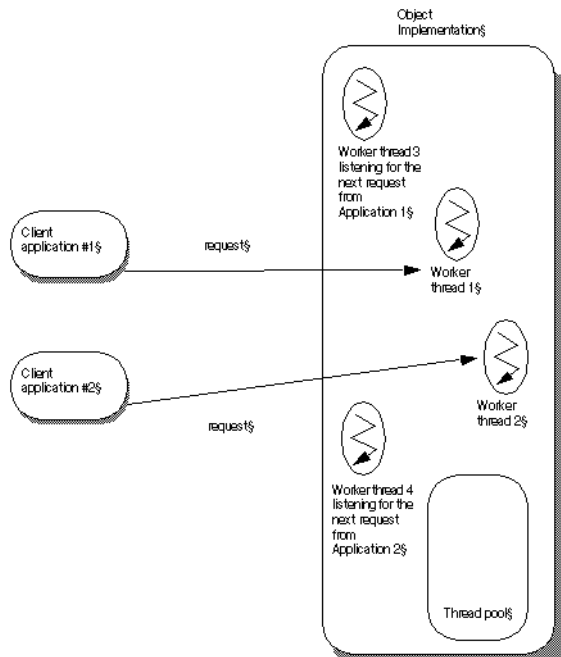 Object
Implementation§
Worker thread 3
listening for the
next request
from
Application 1§
Client
application #1§
request§
Worker
thread 1§
Client
application #2§
request§
Worker
thread 2§
Worker thread 4
listening for the
next request
from
Application 2§
Thread pool§